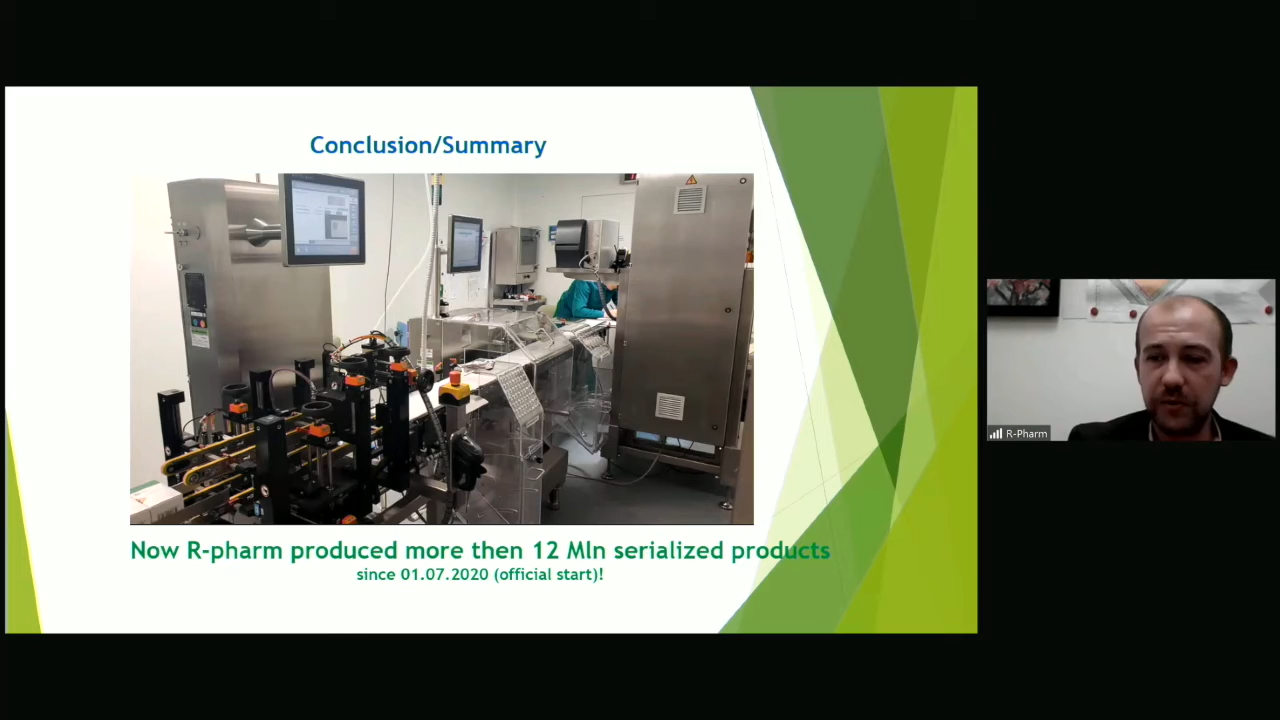 Conclusion/Summary
Now R-pharm produced more then 12 Mln serialized products
since 01.07.2020 (official start)!
R-Pharm